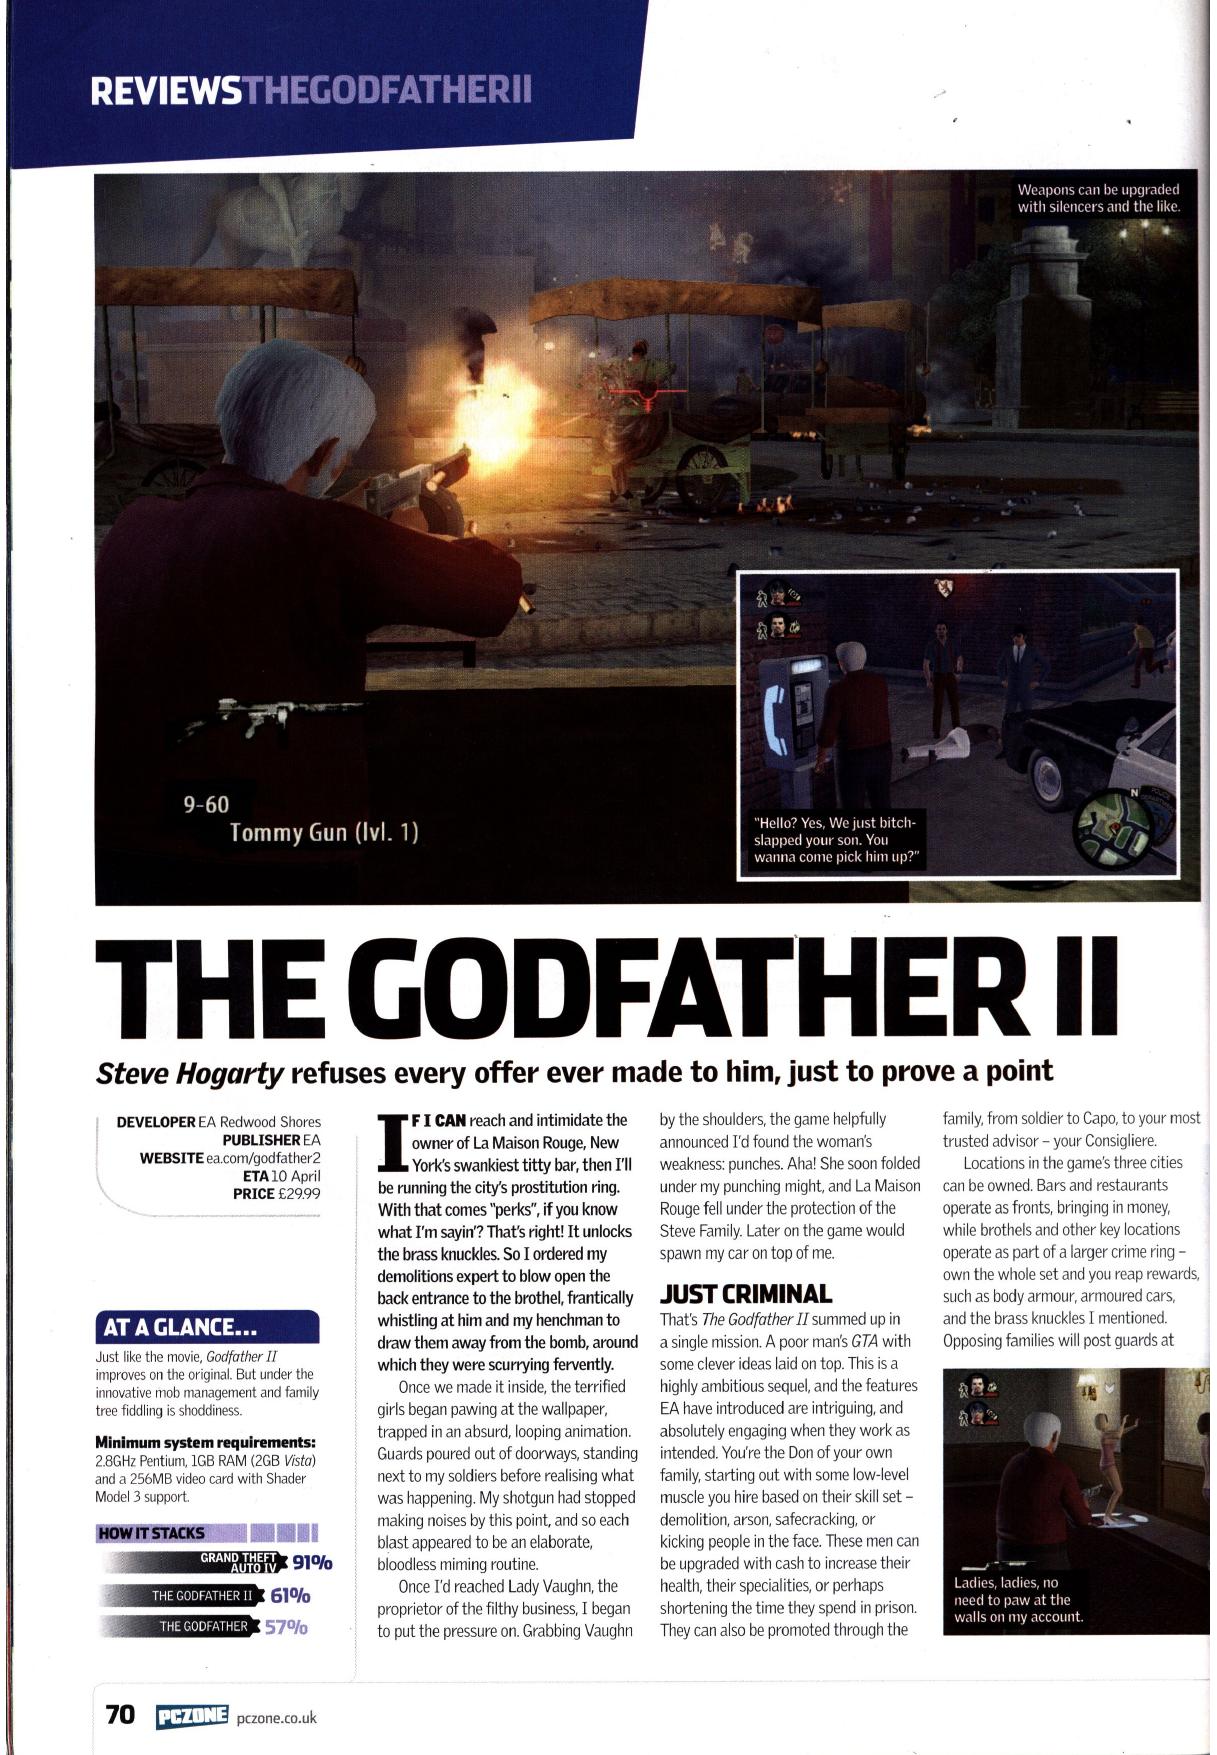 REVIEWSTHEGODFATHERII
Weapons can be upgraded
with silencers and the like.
9-60
Tommy Gun (lvl. 1)
N
"Hello? Yes, We just bitch-
slapped your son. You
wanna come pick him up?"
THE GODFATHER II
Steve Hogarty refuses every offer ever made to him, just to prove a point
DEVELOPER EA Redwood Shores
PUBLISHER EA
WEBSITE ea.com/godfather2
ETA 10 April
PRICE £29.99
AT A GLANCE...
Just like the movie, Godfather II
improves on the original. But under the
innovative mob management and family
tree fiddling is shoddiness.
Minimum system requirements:
2.8GHz Pentium, 1GB RAM (2GB Vista)
and a 256MB video card with Shader
Model 3 support.
HOW IT STACKS
GRAND THEFT
AUTO IV 91%
THE GODFATHER II 61%
THE GODFATHER 57%
IF I CAN reach and intimidate the
owner of La Maison Rouge, New
York's swankiest titty bar, then I'll
be running the city's prostitution ring.
With that comes "perks", if you know
what I'm sayin'? That's right! It unlocks
the brass knuckles. So I ordered my
demolitions expert to blow open the
back entrance to the brothel, frantically
whistling at him and my henchman to
draw them away from the bomb, around
which they were scurrying fervently.
Once we made it inside, the terrified
girls began pawing at the wallpaper,
trapped in an absurd, looping animation.
Guards poured out of doorways, standing
next to my soldiers before realising what
was happening. My shotgun had stopped
making noises by this point, and so each
blast appeared to be an elaborate,
bloodless miming routine.
Once I'd reached Lady Vaughn, the
proprietor of the filthy business, I began
to put the pressure on. Grabbing Vaughn
by the shoulders, the game helpfully
announced I'd found the woman's
weakness: punches. Aha! She soon folded
under my punching might, and La Maison
Rouge fell under the protection of the
Steve Family. Later on the game would
spawn my car on top of me.
JUST CRIMINAL
That's The Godfather II summed up in
a single mission. A poor man's GTA with
some clever ideas laid on top. This is a
highly ambitious sequel, and the features
EA have introduced are intriguing, and
absolutely engaging when they work as
intended. You're the Don of your own
family, starting out with some low-level
muscle you hire based on their skill set –
demolition, arson, safecracking, or
kicking people in the face. These men can
be upgraded with cash to increase their
health, their specialities, or perhaps
shortening the time they spend in prison.
They can also be promoted through the
family, from soldier to Capo, to your most
trusted advisor – your Consigliere.
Locations in the game's three cities
can be owned. Bars and restaurants
operate as fronts, bringing in money,
while brothels and other key locations
operate as part of a larger crime ring –
own the whole set and you reap rewards,
such as body armour, armoured cars,
and the brass knuckles I mentioned.
Opposing families will post guards at
Ladies, ladies, no
need to paw at the
walls on my account.
70 PCZONE pczone.co.uk